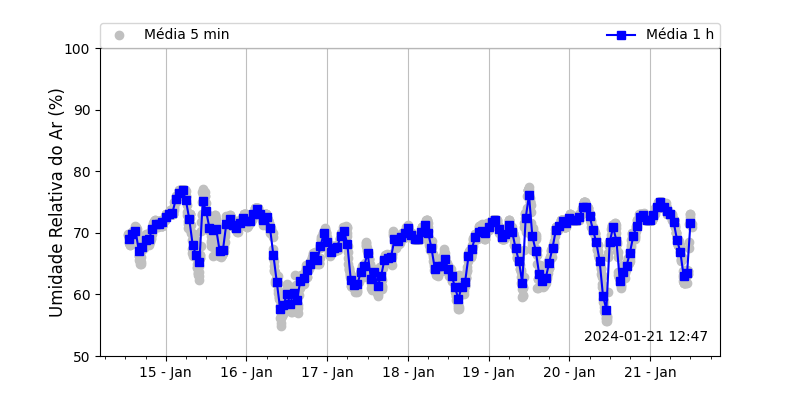 Média 5 min Média 1 h
Umidade Relativa do Ar (%)
100
90
80
70
60
50
2024-01-21 12:47
15 - Jan 16 - Jan 17 - Jan 18 - Jan 19 - Jan 20 - Jan 21 - Jan